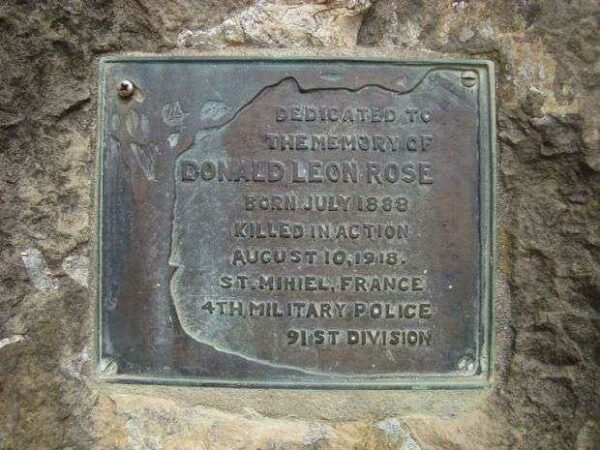 DEDICATED TO
THE MEMORY OF
DONALD LEON ROSE
BORN JULY 1888
KILLED IN ACTION
AUGUST 10, 1918.
ST. MIHIEL, FRANCE
4TH MILITARY POLICE
91ST DIVISION